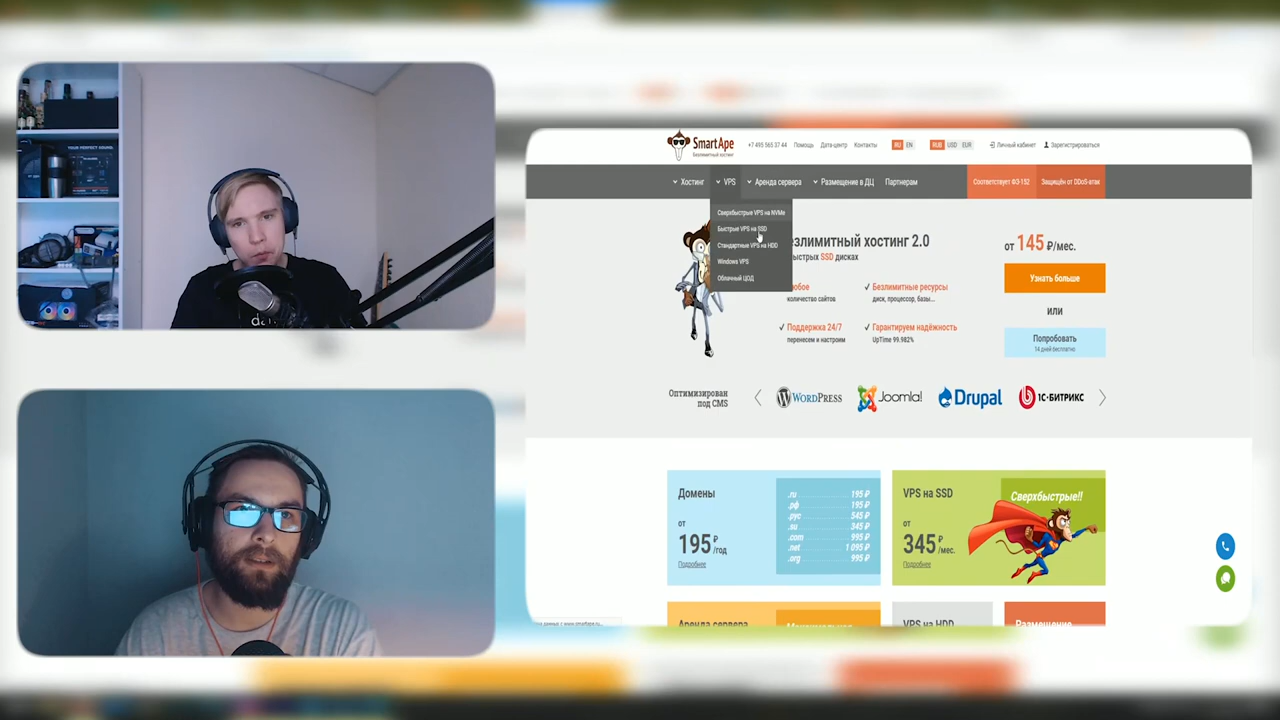 SmartApe
Безлимитный хостинг
+7 495 565 37 44
Помощь
Дата-центр
Контакты
RU EN
RUB USD EUR
Личный кабинет
Зарегистрироваться
Хостинг
VPS
Аренда сервера
Размещение в ДЦ
Партнерам
Соответствует ФЗ-152
Защищён от DDoS-атак
Сверхбыстрые VPS на NVMe
Быстрые VPS на SSD
Стандартные VPS на HDD
Windows VPS
Облачный ЦОД
езлимитный хостинг 2.0
быстрых SSD дисках
юбое
количество сайтов
Безлимитные ресурсы
диск, процессор, базы...
Поддержка 24/7
перенесем и настроим
Гарантируем надёжность
UpTime 99.982%
от 145 ₽/мес.
Узнать больше
или
Попробовать
14 дней бесплатно
Оптимизирован
под CMS
WordPress
Joomla!
Drupal
1С-БИТРИКС
Домены
от
195 ₽/год
Подробнее
.ru 195 ₽
.рф 195 ₽
.рус 545 ₽
.su 345 ₽
.com 995 ₽
.net 1 095 ₽
.org 995 ₽
VPS на SSD
Сверхбыстрые!!
от
345 ₽/мес.
Подробнее
Аренда сервера
VPS на HDD
Размещение